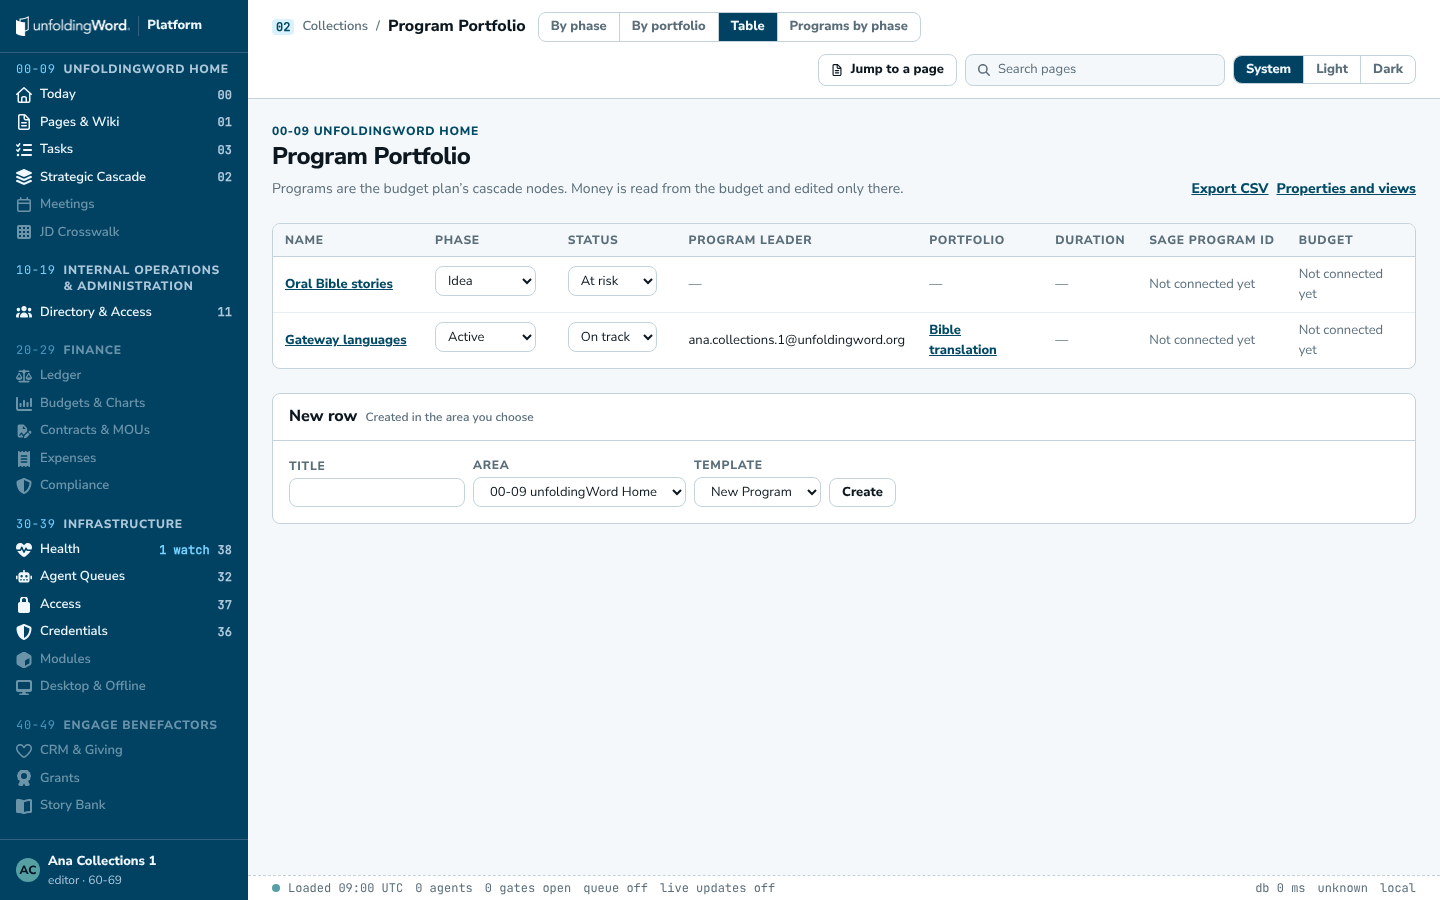 unfoldingWord. Platform
00-09 UNFOLDINGWORD HOME
Today 00
Pages & Wiki 01
Tasks 03
Strategic Cascade 02
Meetings
JD Crosswalk
10-19 INTERNAL OPERATIONS
& ADMINISTRATION
Directory & Access 11
20-29 FINANCE
Ledger
Budgets & Charts
Contracts & MOUs
Expenses
Compliance
30-39 INFRASTRUCTURE
Health 1 watch 38
Agent Queues 32
Access 37
Credentials 36
Modules
Desktop & Offline
40-49 ENGAGE BENEFACTORS
CRM & Giving
Grants
Story Bank
AC Ana Collections 1
editor · 60-69
02 Collections / Program Portfolio By phase By portfolio Table Programs by phase
Jump to a page Search pages System Light Dark
00-09 UNFOLDINGWORD HOME
Program Portfolio
Programs are the budget plan’s cascade nodes. Money is read from the budget and edited only there. Export CSV Properties and views
NAME PHASE STATUS PROGRAM LEADER PORTFOLIO DURATION SAGE PROGRAM ID BUDGET
Oral Bible stories Idea At risk — — — Not connected yet Not connected yet
Gateway languages Active On track ana.collections.1@unfoldingword.org Bible translation — Not connected yet Not connected yet
New row Created in the area you choose
TITLE AREA TEMPLATE
00-09 unfoldingWord Home New Program Create
Loaded 09:00 UTC 0 agents 0 gates open queue off live updates off db 0 ms unknown local